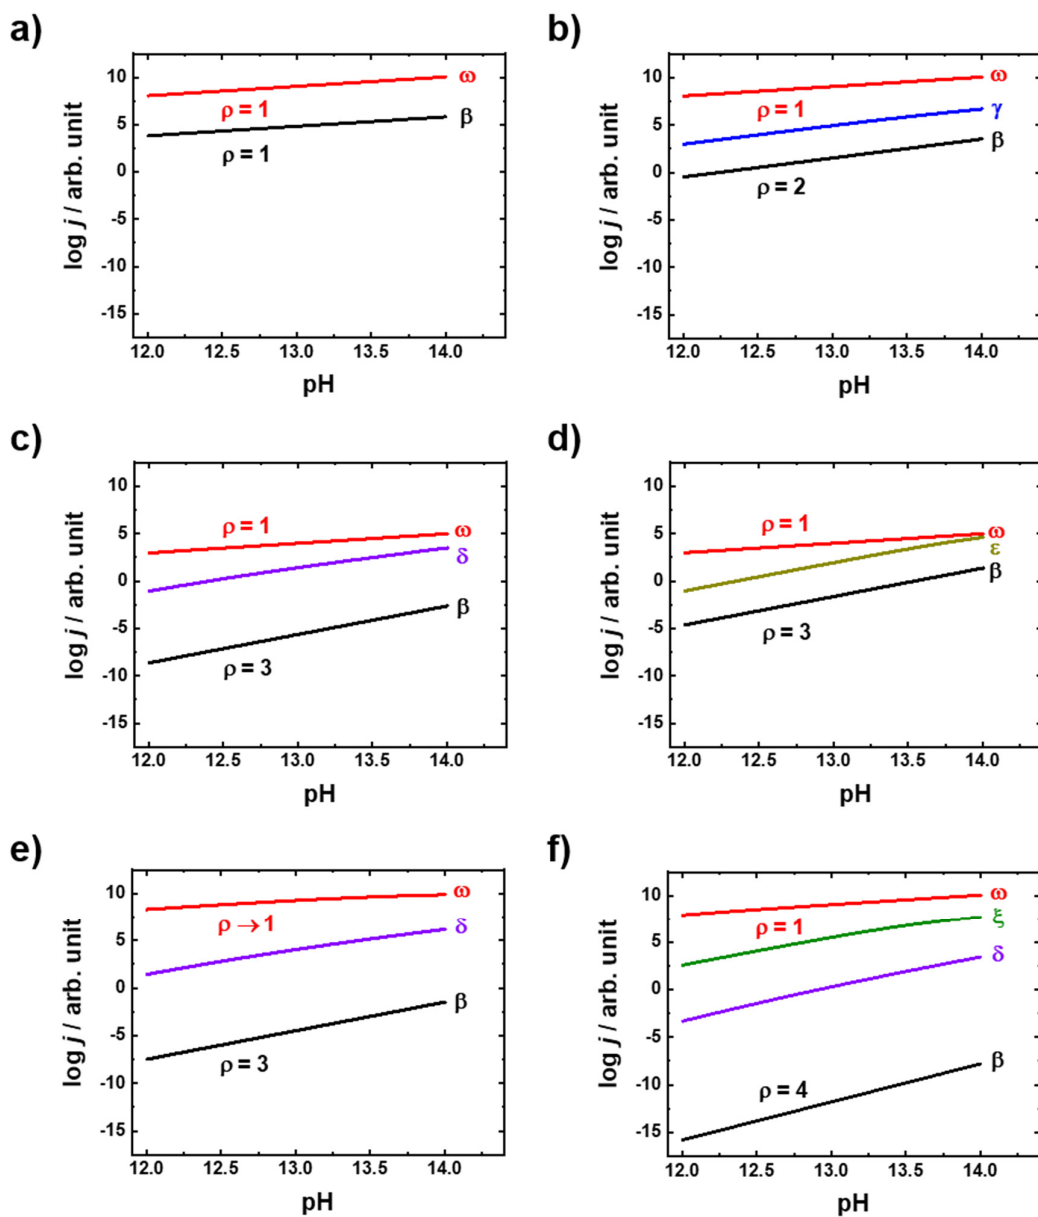 a)
log j / arb. unit
10
5
0
-5
-10
-15
ω
ρ = 1
β
ρ = 1
12.0 12.5 13.0 13.5 14.0
pH
b)
log j / arb. unit
10
5
0
-5
-10
-15
ω
ρ = 1
γ
β
ρ = 2
12.0 12.5 13.0 13.5 14.0
pH
c)
log j / arb. unit
10
5
0
-5
-10
-15
ρ = 1
ω
δ
β
ρ = 3
12.0 12.5 13.0 13.5 14.0
pH
d)
log j / arb. unit
10
5
0
-5
-10
-15
ρ = 1
ω
ε
β
ρ = 3
12.0 12.5 13.0 13.5 14.0
pH
e)
log j / arb. unit
10
5
0
-5
-10
-15
ω
ρ → 1
δ
β
ρ = 3
12.0 12.5 13.0 13.5 14.0
pH
f)
log j / arb. unit
10
5
0
-5
-10
-15
ω
ρ = 1
ξ
δ
β
ρ = 4
12.0 12.5 13.0 13.5 14.0
pH